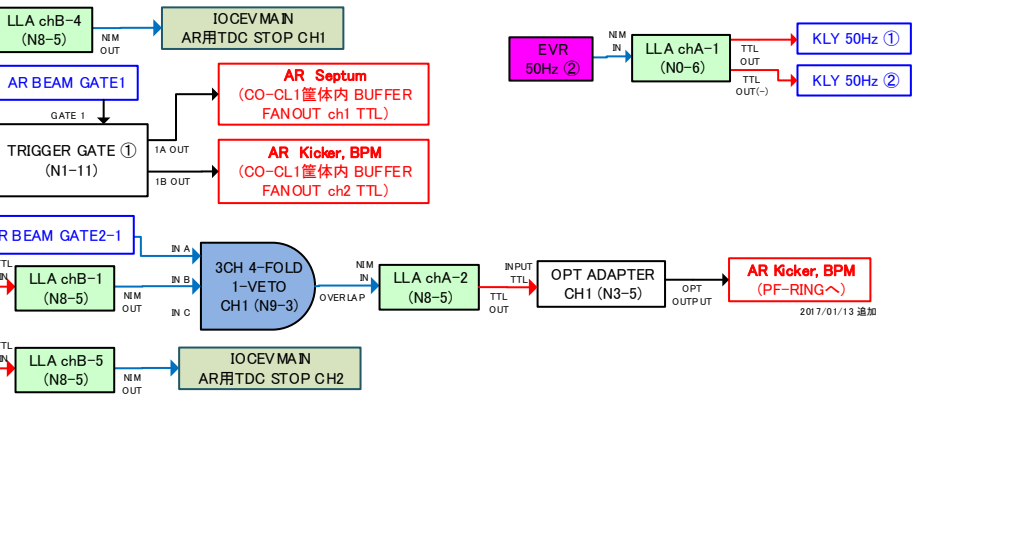 LLA chB-4
(N8-5)
NIM
OUT
IOCEVMAIN
AR用TDC STOP CH1
EVR
50Hz ②
NIM
IN
LLA chA-1
(N0-6)
TTL
OUT
TTL
OUT(-)
KLY 50Hz ①
KLY 50Hz ②
AR BEAM GATE1
GATE 1
TRIGGER GATE ①
(N1-11)
1A OUT
1B OUT
AR Septum
(CO-CL1筐体内 BUFFER
FANOUT ch1 TTL)
AR Kicker, BPM
(CO-CL1筐体内 BUFFER
FANOUT ch2 TTL)
R BEAM GATE2-1
TTL
IN
LLA chB-1
(N8-5)
NIM
OUT
IN A
IN B
IN C
3CH 4-FOLD
1-VETO
CH1 (N9-3)
OVERLAP
NIM
IN
LLA chA-2
(N8-5)
TTL
OUT
INPUT
TTL
OPT ADAPTER
CH1 (N3-5)
OPT
OUTPUT
AR Kicker, BPM
(PF-RINGへ)
2017/01/13 追加
TTL
IN
LLA chB-5
(N8-5)
NIM
OUT
IOCEVMAIN
AR用TDC STOP CH2